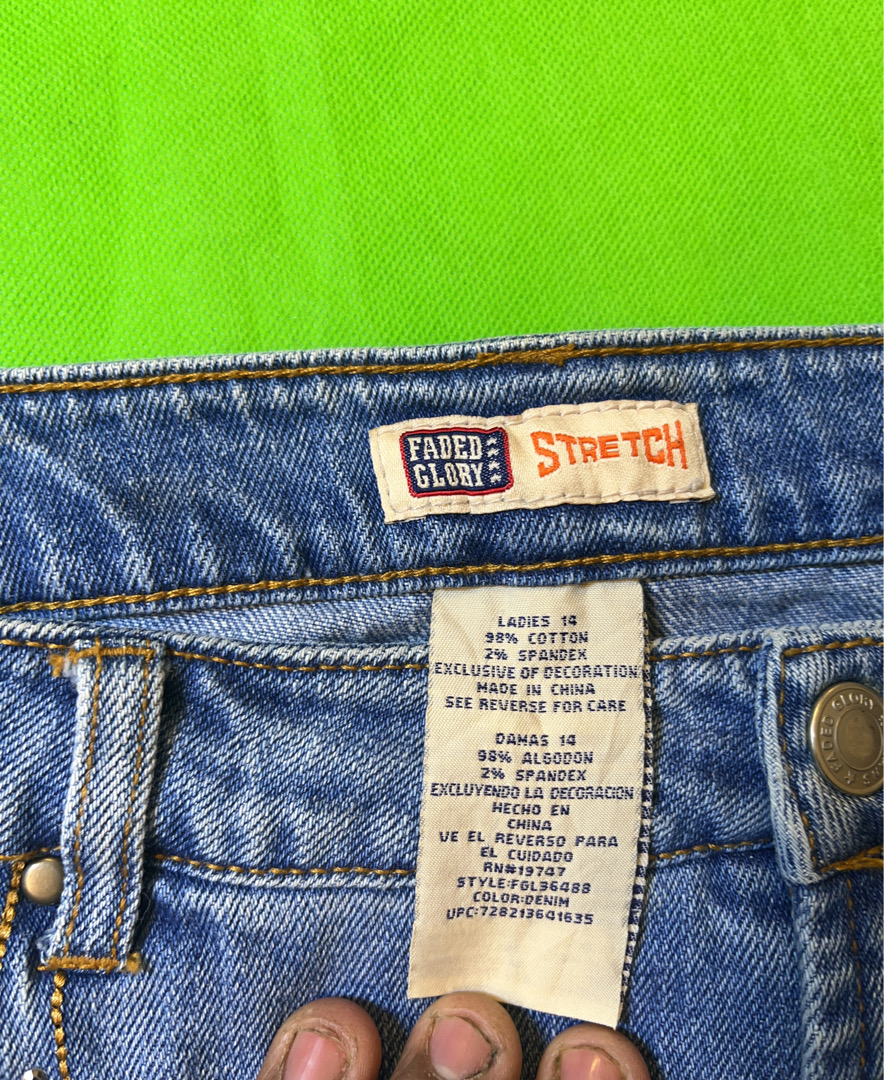 FADED
GLORY
STRETCH
LADIES 14
98% COTTON
2% SPANDEX
EXCLUSIVE OF DECORATION
MADE IN CHINA
SEE REVERSE FOR CARE
DAMAS 14
98% ALGODON
2% SPANDEX
EXCLUYENDO LA DECORACION
HECHO EN
CHINA
VE EL REVERSO PARA
EL CUIDADO
RN#19747
STYLE:FGL36488
COLOR:DENIM
UPC:728213641635
FADED GLORY